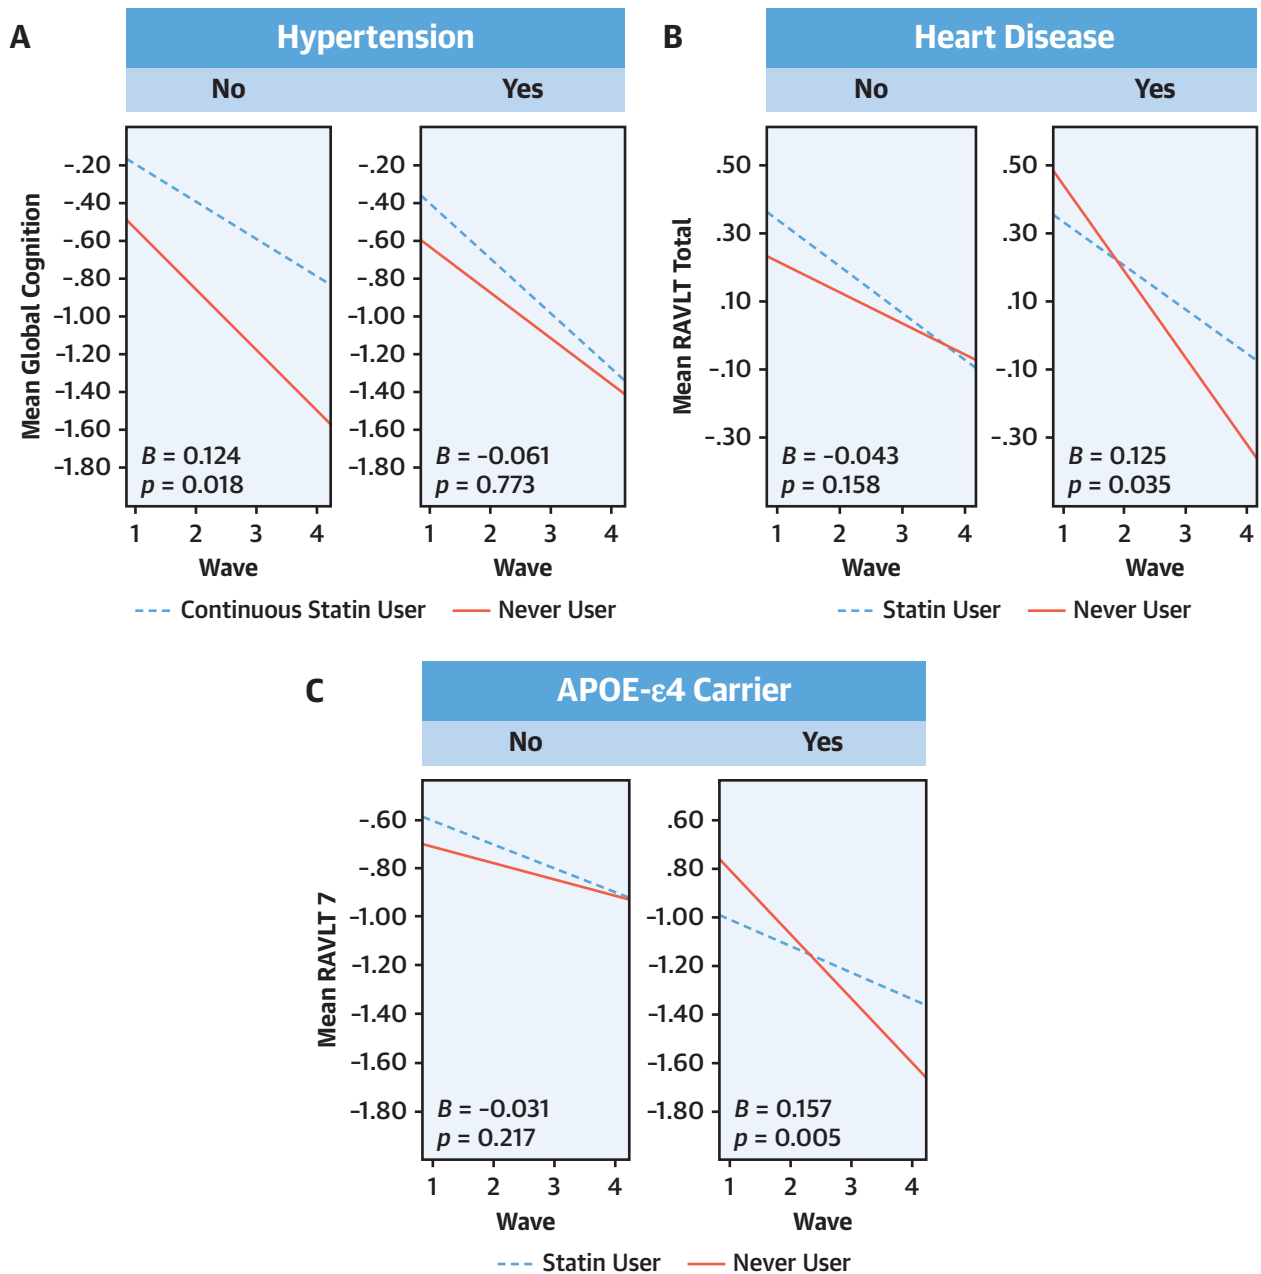 A
Hypertension
No Yes
Mean Global Cognition
-.20
-.40
-.60
-.80
-1.00
-1.20
-1.40
-1.60
-1.80
B = 0.124
p = 0.018
1 2 3 4
Wave
-.20
-.40
-.60
-.80
-1.00
-1.20
-1.40
-1.60
-1.80
B = -0.061
p = 0.773
1 2 3 4
Wave
Continuous Statin User Never User
B
Heart Disease
No Yes
Mean RAVLT Total
.50
.30
.10
-.10
-.30
B = -0.043
p = 0.158
1 2 3 4
Wave
.50
.30
.10
-.10
-.30
B = 0.125
p = 0.035
1 2 3 4
Wave
Statin User Never User
C
APOE-ε4 Carrier
No Yes
Mean RAVLT 7
-.60
-.80
-1.00
-1.20
-1.40
-1.60
-1.80
B = -0.031
p = 0.217
1 2 3 4
Wave
.60
.80
-1.00
-1.20
-1.40
-1.60
-1.80
B = 0.157
p = 0.005
1 2 3 4
Wave
Statin User Never User